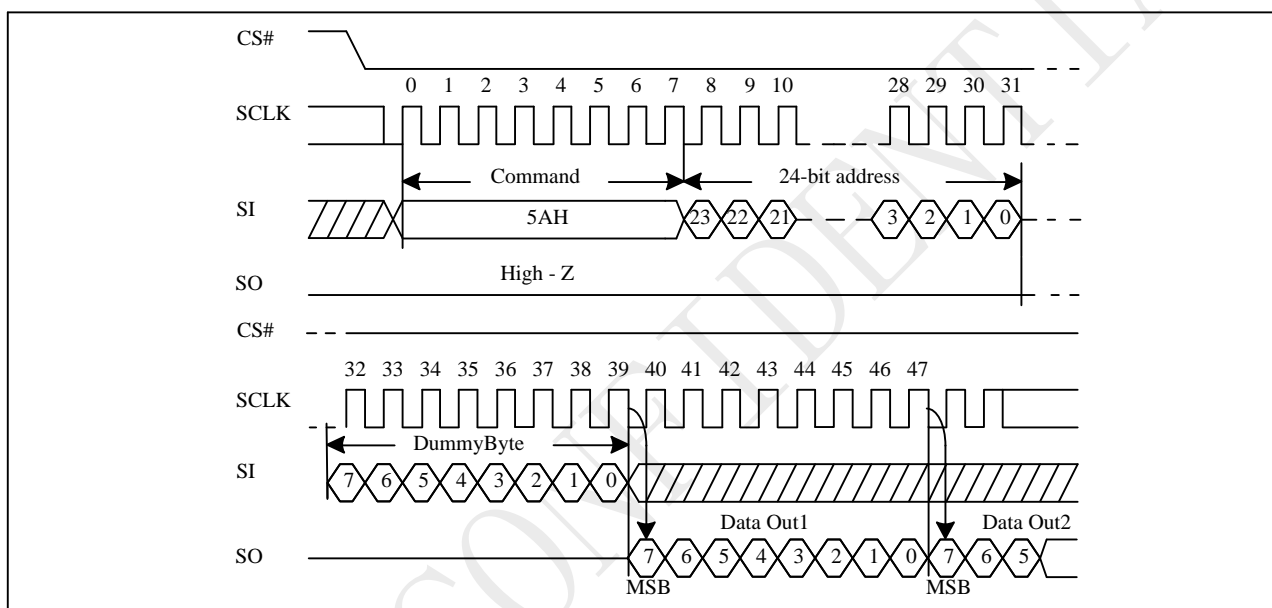 CS#
0 1 2 3 4 5 6 7 8 9 10 28 29 30 31
SCLK
Command 24-bit address
SI 5AH 23 22 21 3 2 1 0
High - Z
SO
CS#
32 33 34 35 36 37 38 39 40 41 42 43 44 45 46 47
SCLK
DummyByte
SI 7 6 5 4 3 2 1 0
Data Out1 Data Out2
SO 7 6 5 4 3 2 1 0 7 6 5
MSB MSB
CONFIDENTIA